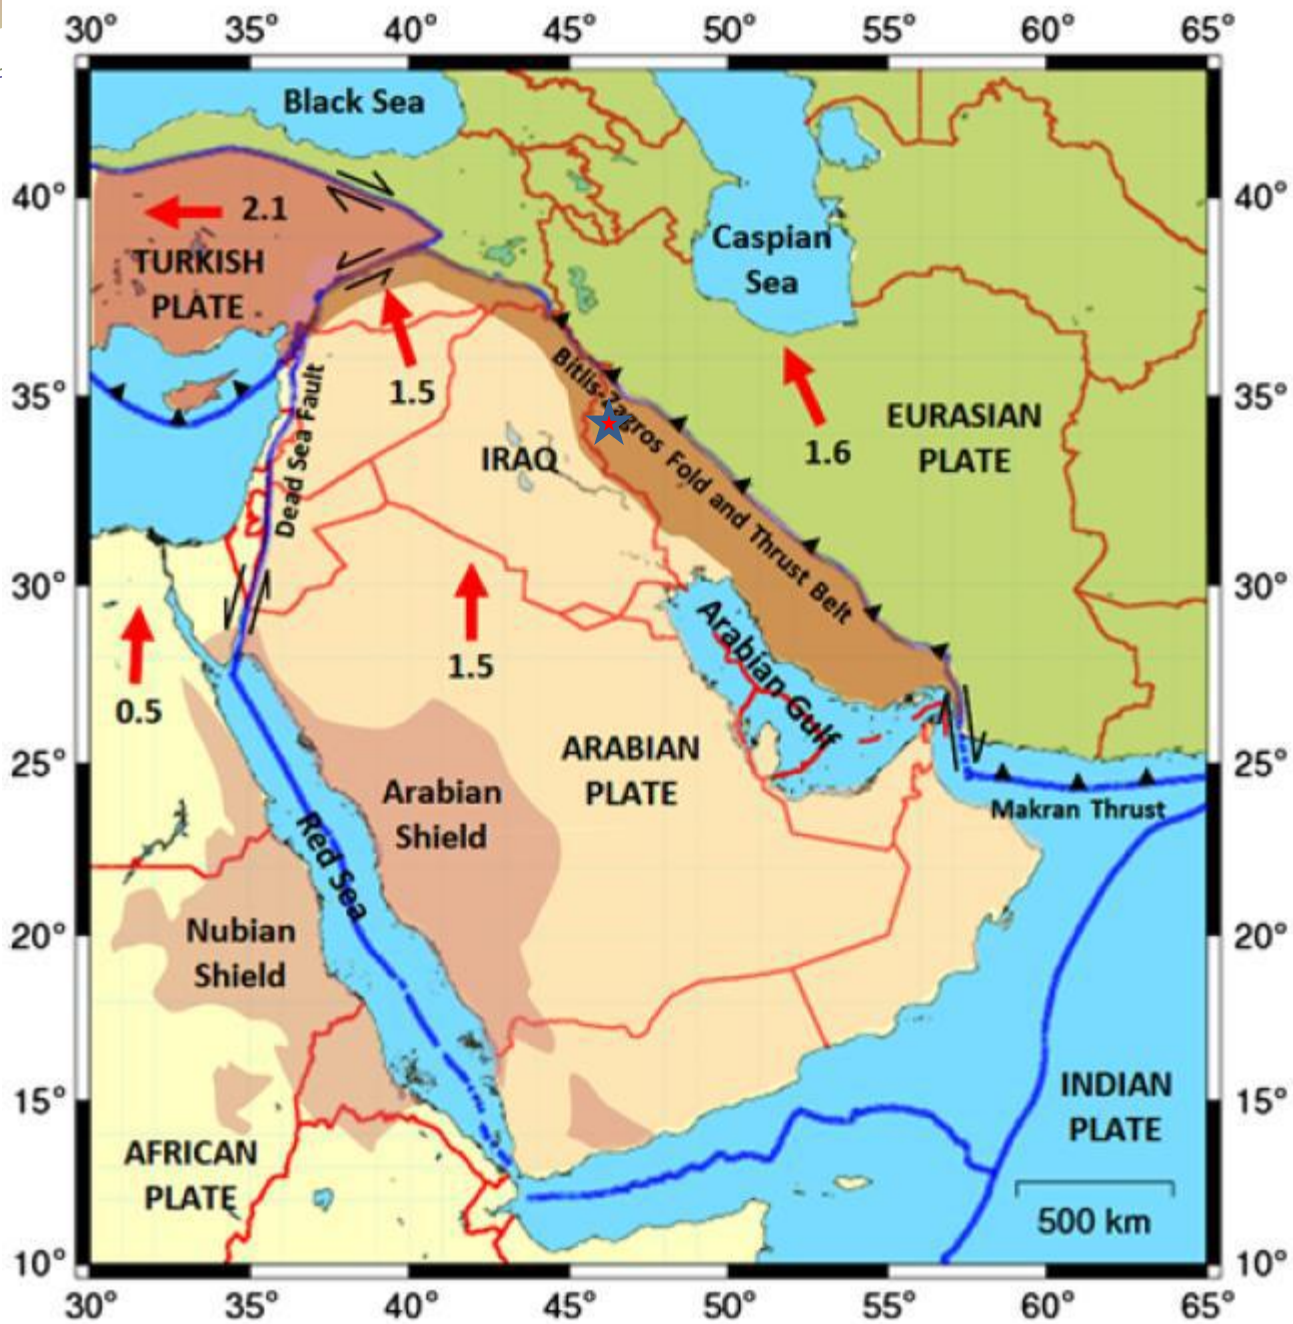 30° 35° 40° 45° 50° 55° 60° 65°
Black Sea
40° 40°
2.1
TURKISH
PLATE
Caspian
Sea
35° 35°
1.5
Bitlis-Zagros Fold and Thrust Belt
1.6
EURASIAN
PLATE
Dead Sea Fault
IRAQ
30° 30°
0.5
1.5
Arabian Gulf
25° 25°
ARABIAN
PLATE
Arabian
Shield
Makran Thrust
Red Sea
20° 20°
Nubian
Shield
15° 15°
INDIAN
PLATE
AFRICAN
PLATE
500 km
10° 10°
30° 35° 40° 45° 50° 55° 60° 65°